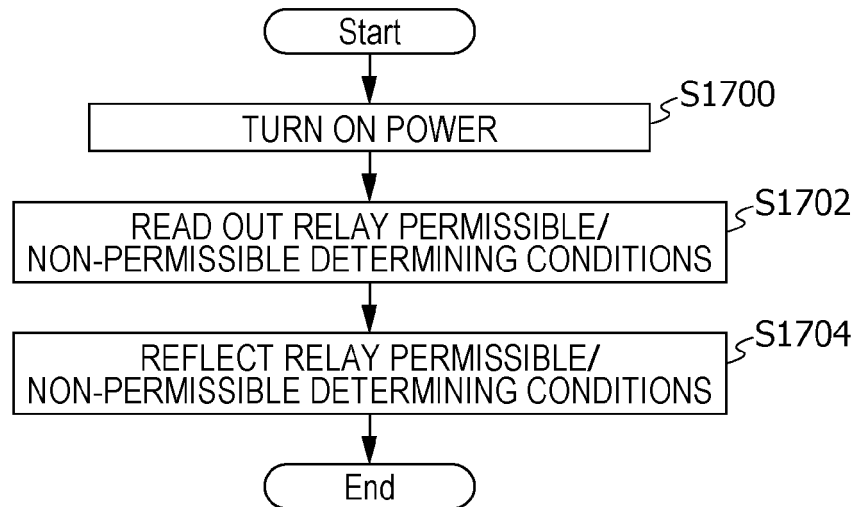 Start
S1700
TURN ON POWER
S1702
READ OUT RELAY PERMISSIBLE/
NON-PERMISSIBLE DETERMINING CONDITIONS
S1704
REFLECT RELAY PERMISSIBLE/
NON-PERMISSIBLE DETERMINING CONDITIONS
End